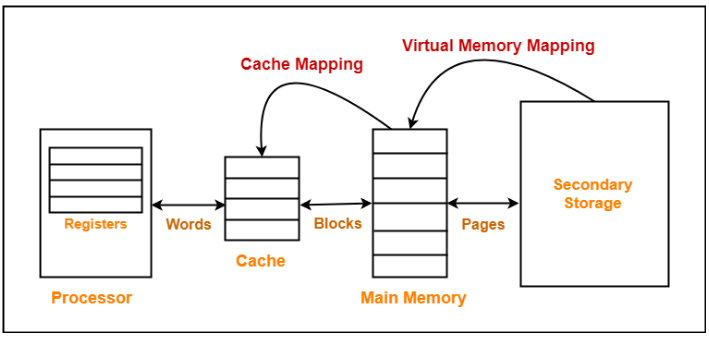 Virtual Memory Mapping
Cache Mapping
Secondary
Storage
Registers
Words
Blocks
Pages
Cache
Processor
Main Memory